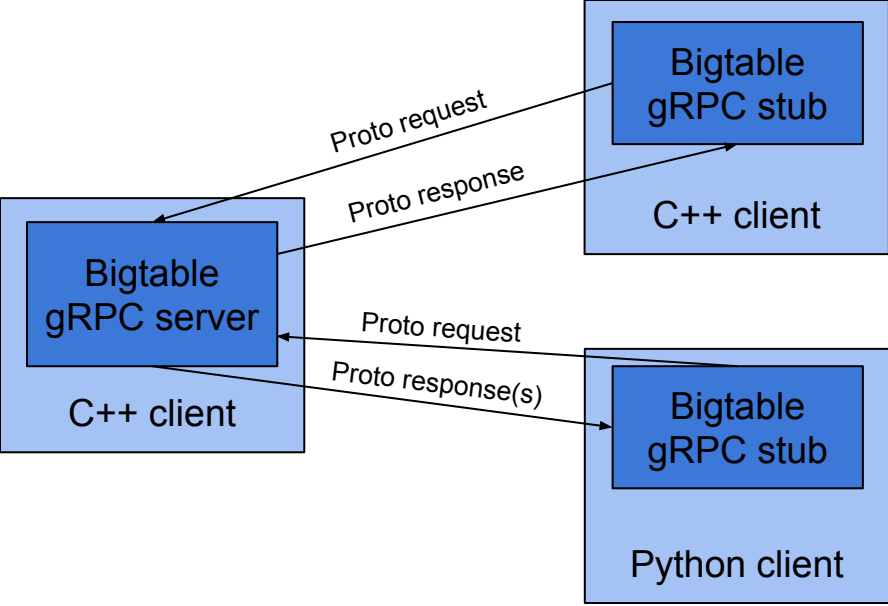 Bigtable
gRPC stub
C++ client
Proto request
Proto response
Bigtable
gRPC server
C++ client
Proto request
Proto response(s)
Bigtable
gRPC stub
Python client